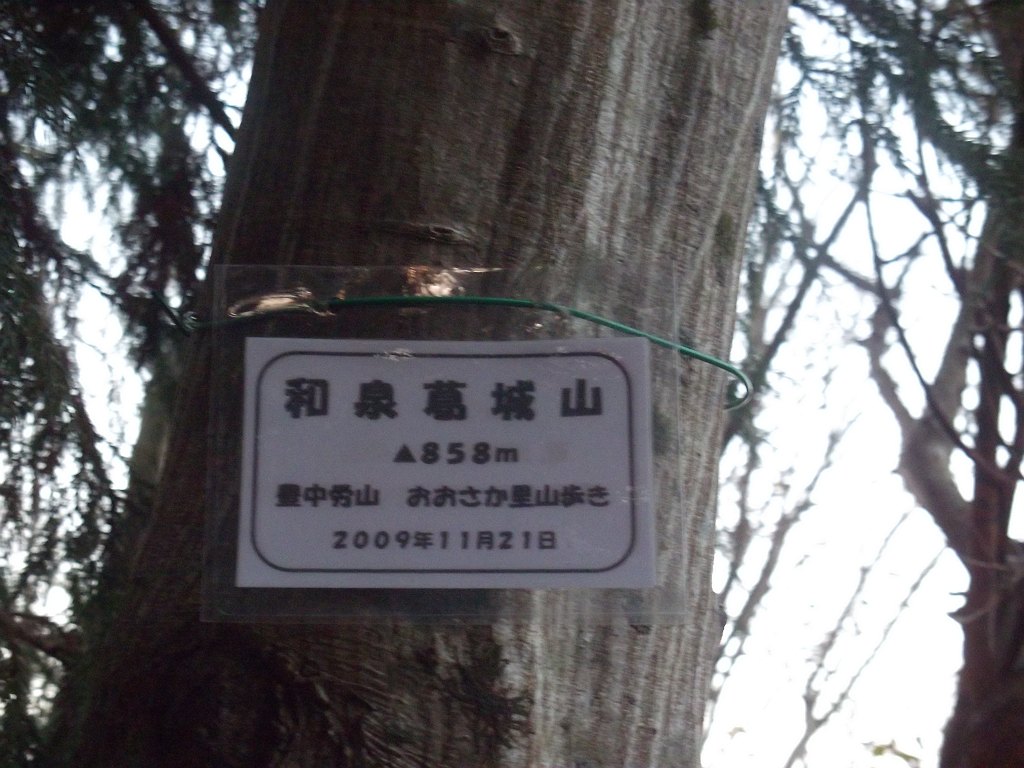 和泉葛城山
▲858m
豊中労山 おおさか里山歩き
2009年11月21日